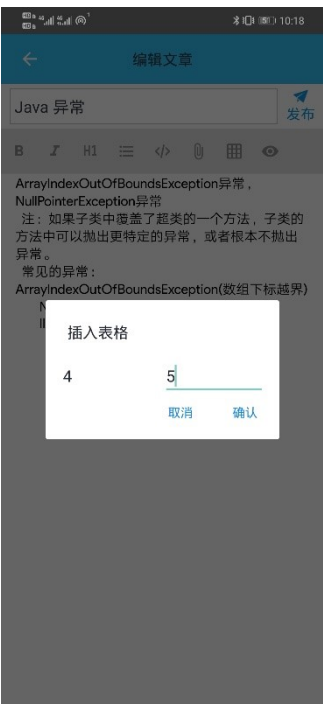 10:18
编辑文章
Java 异常
发布
B I H1 </>
ArrayIndexOutOfBoundsException异常,
NullPointerException异常
注:如果子类中覆盖了超类的一个方法,子类的
方法中可以抛出更特定的异常,或者根本不抛出
异常。
常见的异常:
ArrayIndexOutOfBoundsException(数组下标越界)
N
插入表格
4 5
取消 确认